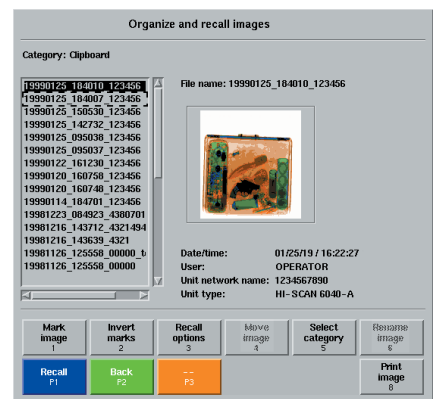 Organize and recall images
Category: Clipboard
19990125_184010_123456
19990125_184007_123456
19990125_150530_123456
19990125_142732_123456
19990125_095038_123456
19990125_095037_123456
19990122_161230_123456
19990120_160758_123456
19990120_160748_123456
19990114_184701_123456
19981223_084923_4380701
19981216_143712_4321494
19981216_143639_4321
19981126_125558_00000_b
19981126_125558_00000
File name: 19990125_184010_123456
Date/time: 01/25/19 / 16:22:27
User: OPERATOR
Unit network name: 1234567890
Unit type: HI-SCAN 6040-A
Mark image 1
Invert marks 2
Recall options 3
Move image 4
Select category 5
Rename image 6
Recall P1
Back P2
-- P3
Print image 8